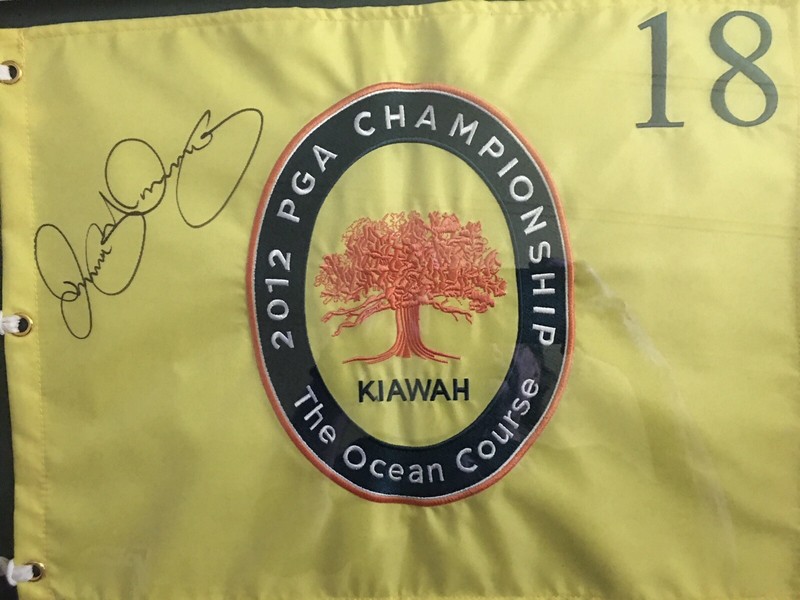 18
2012 PGA CHAMPIONSHIP
KIAWAH
The Ocean Course